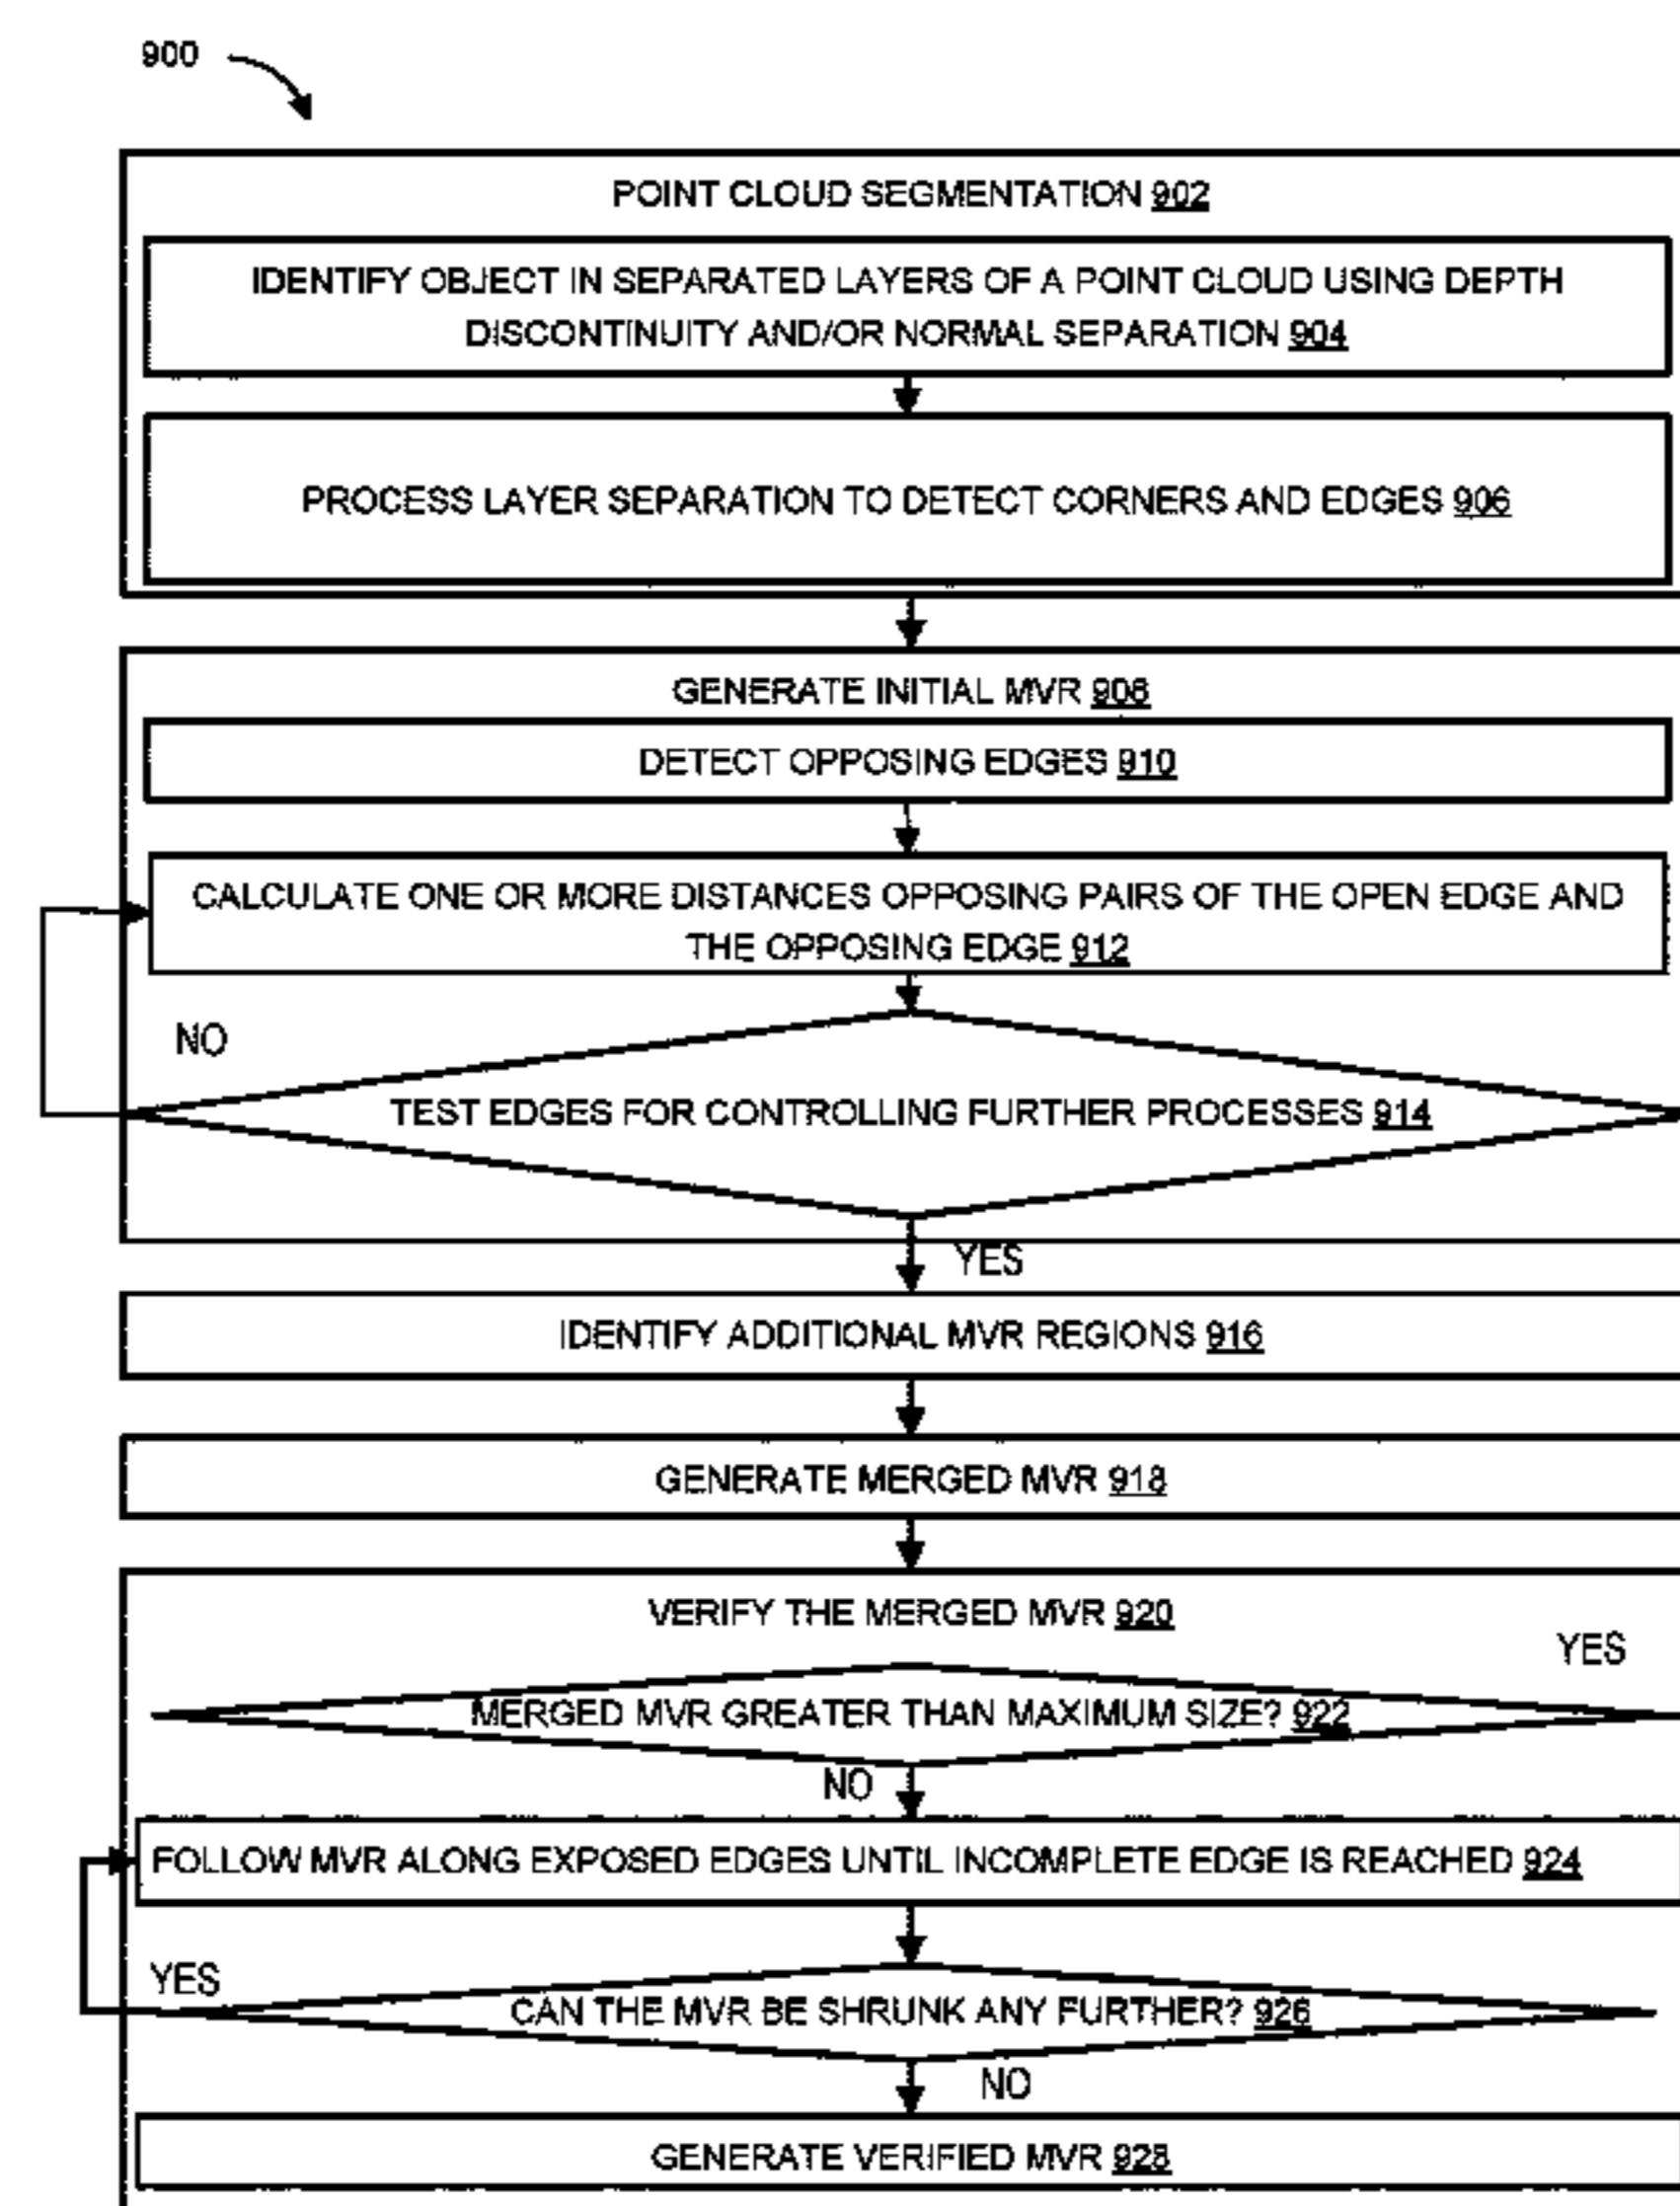 900
POINT CLOUD SEGMENTATION 902
IDENTIFY OBJECT IN SEPARATED LAYERS OF A POINT CLOUD USING DEPTH
DISCONTINUITY AND/OR NORMAL SEPARATION 904
PROCESS LAYER SEPARATION TO DETECT CORNERS AND EDGES 906
GENERATE INITIAL MVR 908
DETECT OPPOSING EDGES 910
CALCULATE ONE OR MORE DISTANCES OPPOSING PAIRS OF THE OPEN EDGE AND
THE OPPOSING EDGE 912
NO
TEST EDGES FOR CONTROLLING FURTHER PROCESSES 914
YES
IDENTIFY ADDITIONAL MVR REGIONS 916
GENERATE MERGED MVR 918
VERIFY THE MERGED MVR 920
YES
MERGED MVR GREATER THAN MAXIMUM SIZE? 922
NO
FOLLOW MVR ALONG EXPOSED EDGES UNTIL INCOMPLETE EDGE IS REACHED 924
YES
CAN THE MVR BE SHRUNK ANY FURTHER? 926
NO
GENERATE VERIFIED MVR 928